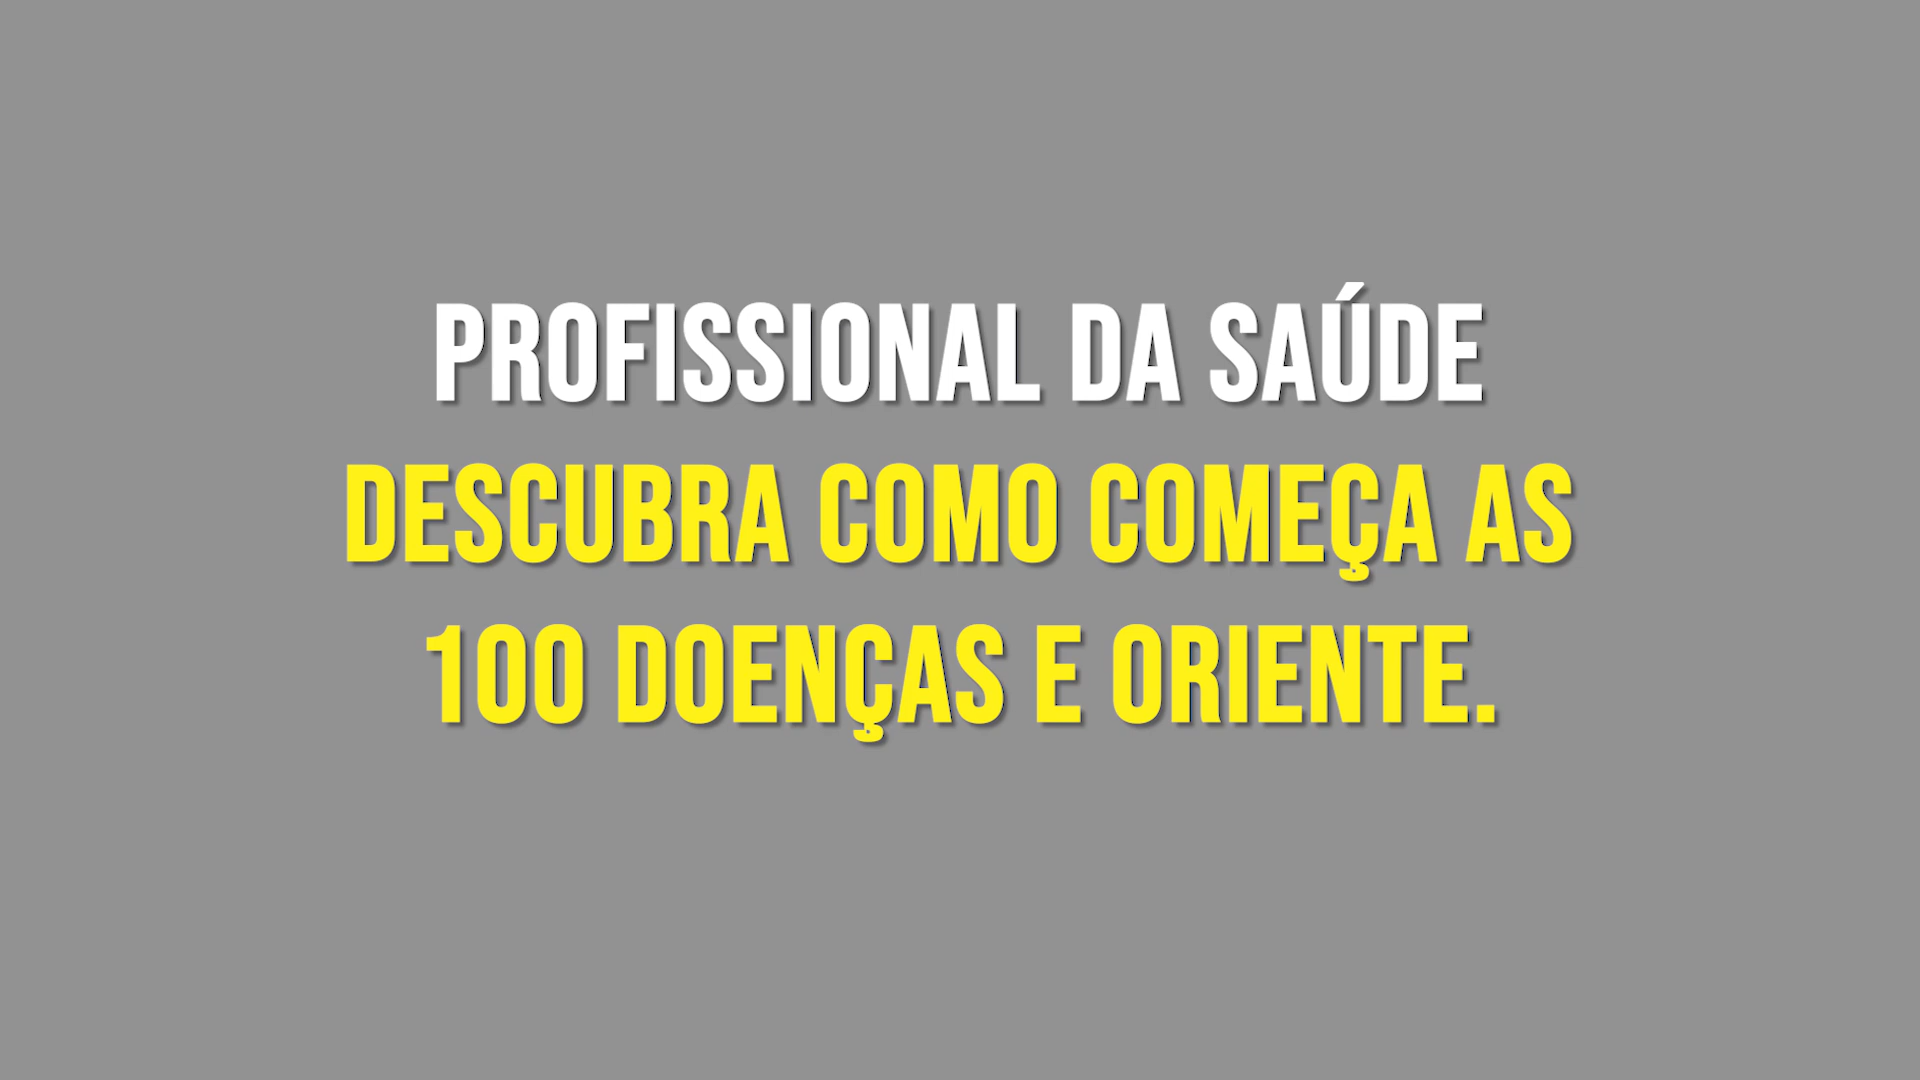 PROFISSIONAL DA SAÚDE
DESCUBRA COMO COMEÇA AS
100 DOENÇAS E ORIENTE.